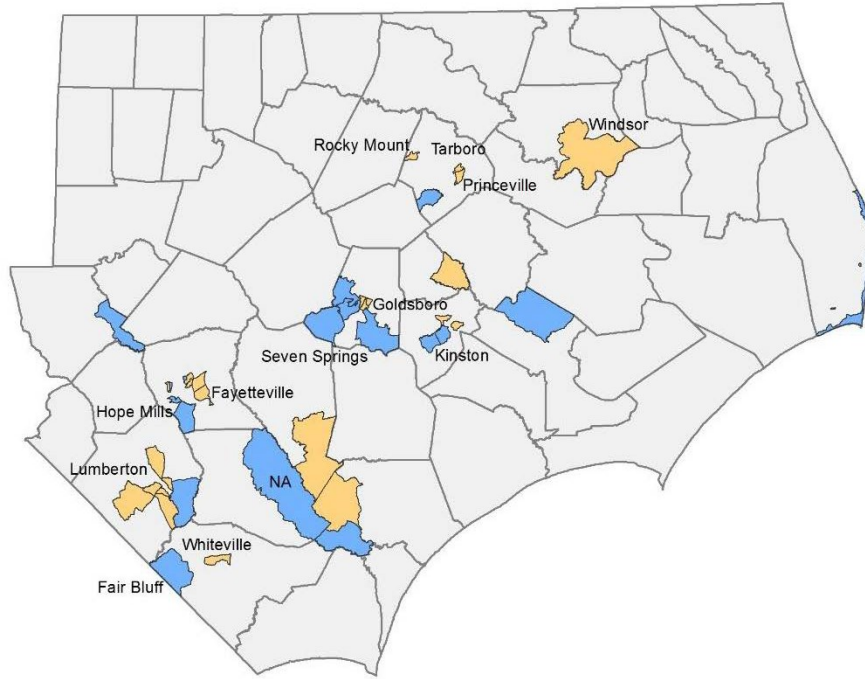 Windsor
Rocky Mount
Tarboro
Princeville
Goldsboro
Seven Springs
Kinston
Fayetteville
Hope Mills
Lumberton
NA
Whiteville
Fair Bluff